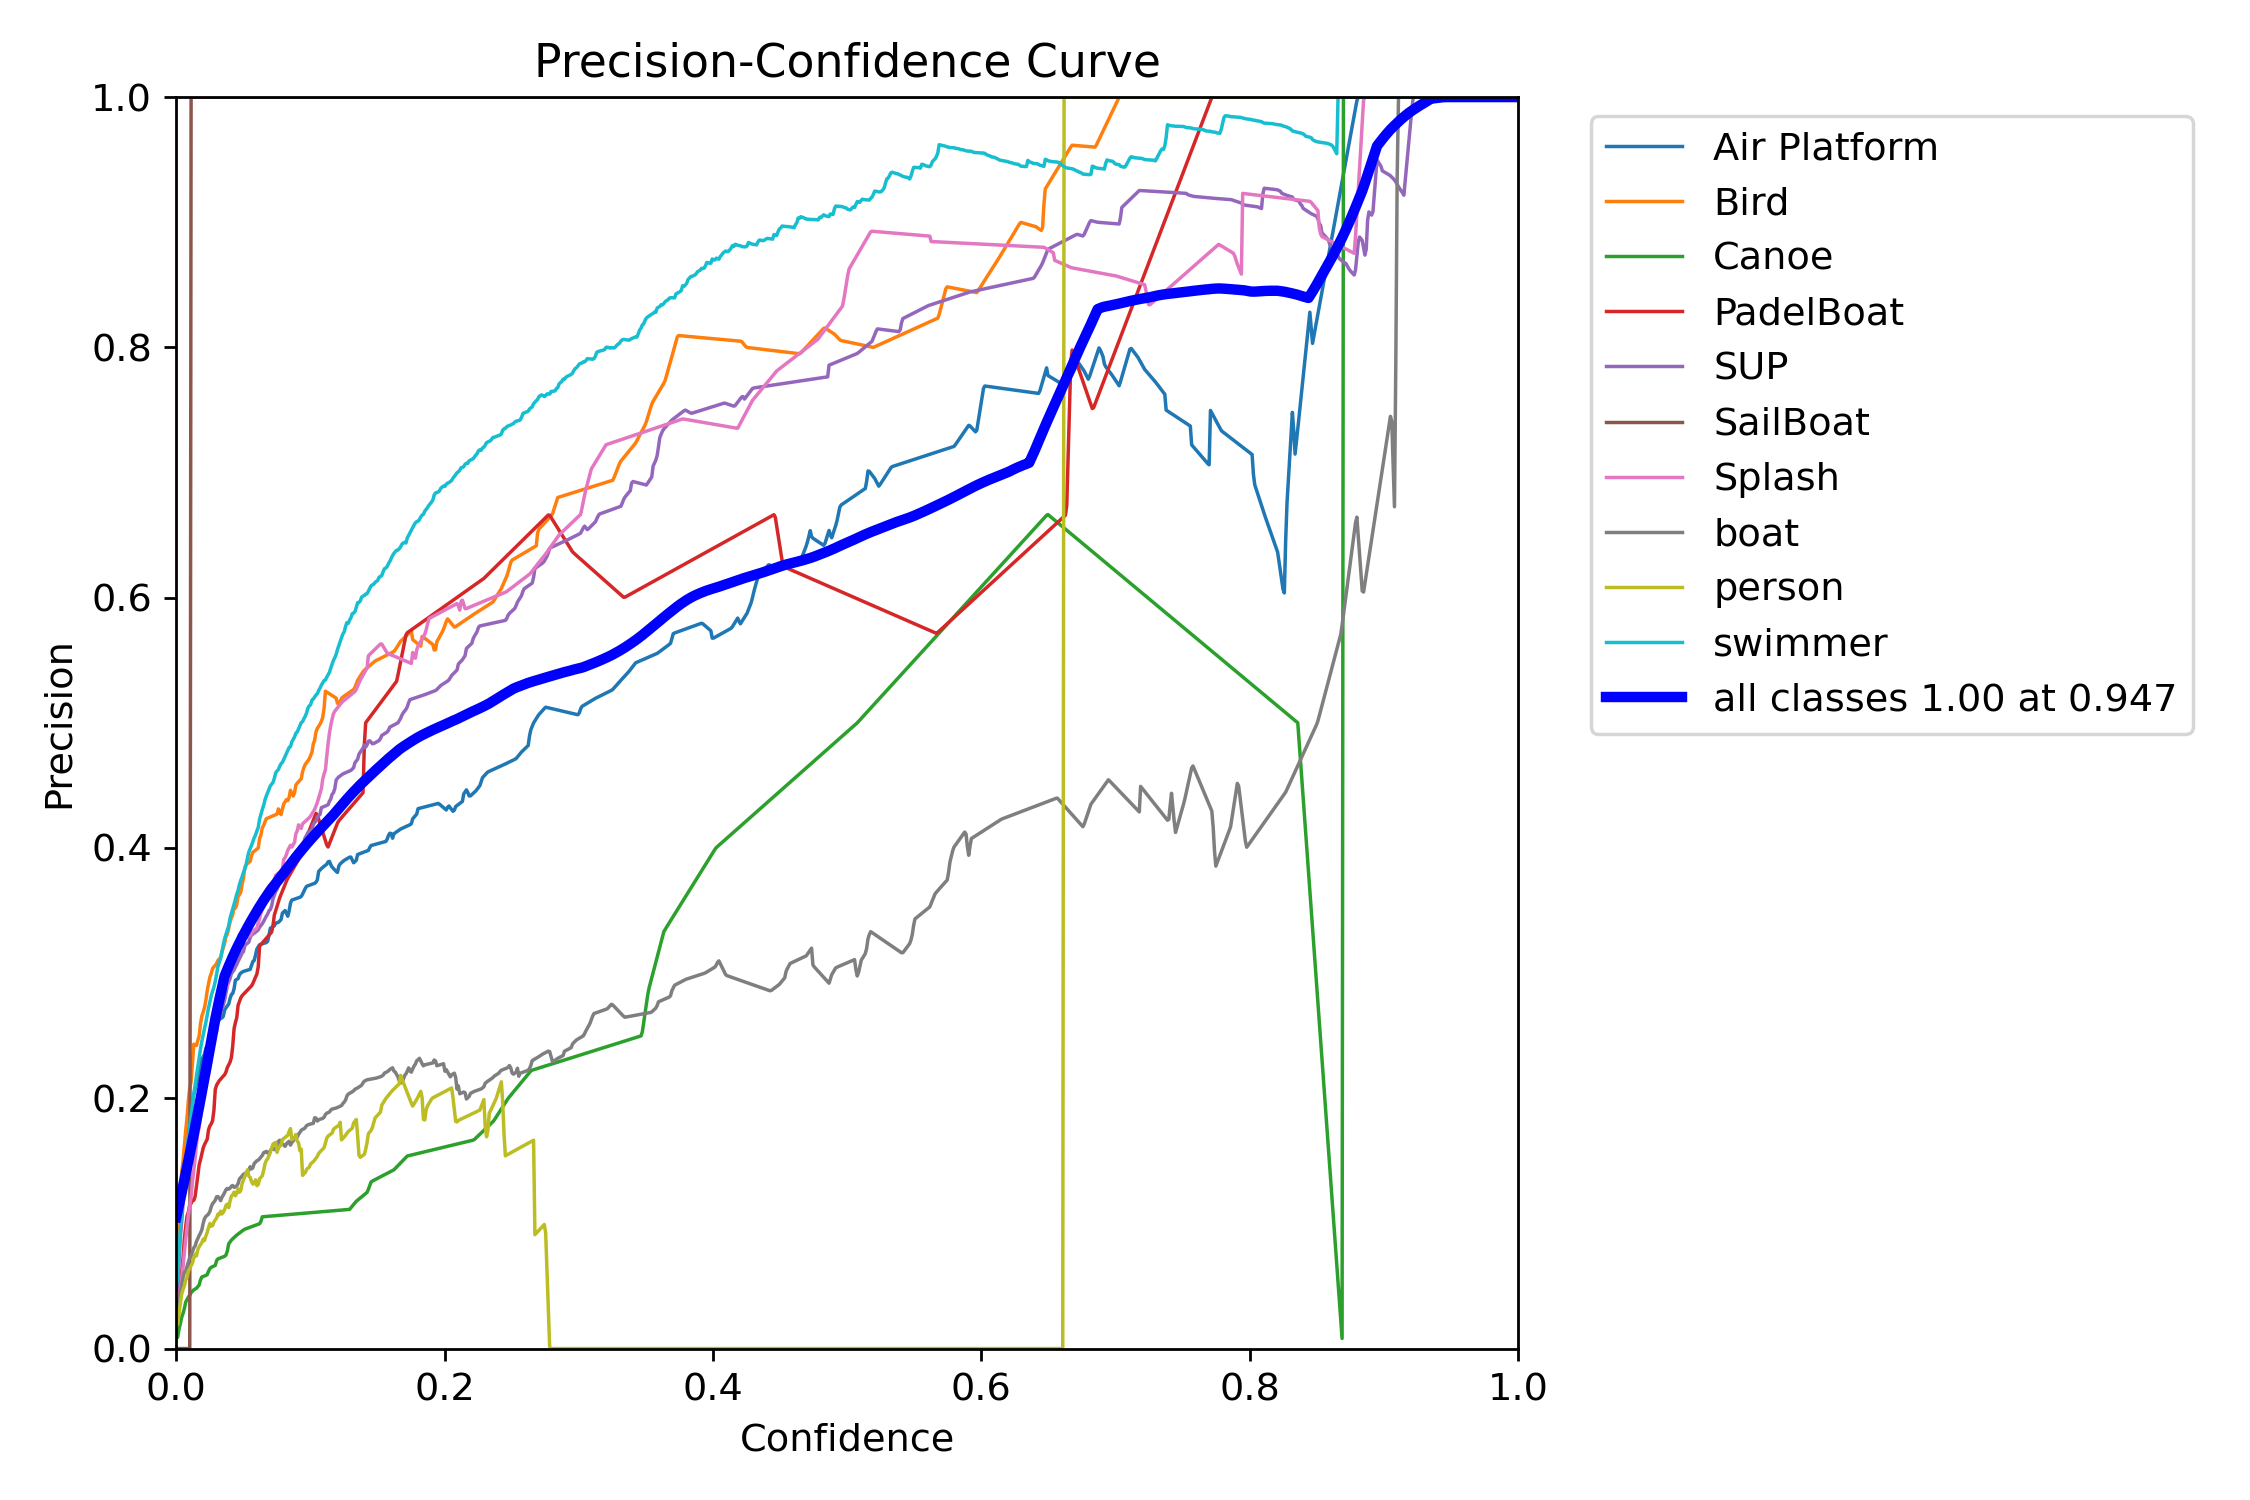 Precision-Confidence Curve
1.0
0.8
0.6
0.4
0.2
0.0
Precision
0.0 0.2 0.4 0.6 0.8 1.0
Confidence
Air Platform
Bird
Canoe
PadelBoat
SUP
SailBoat
Splash
boat
person
swimmer
all classes 1.00 at 0.947